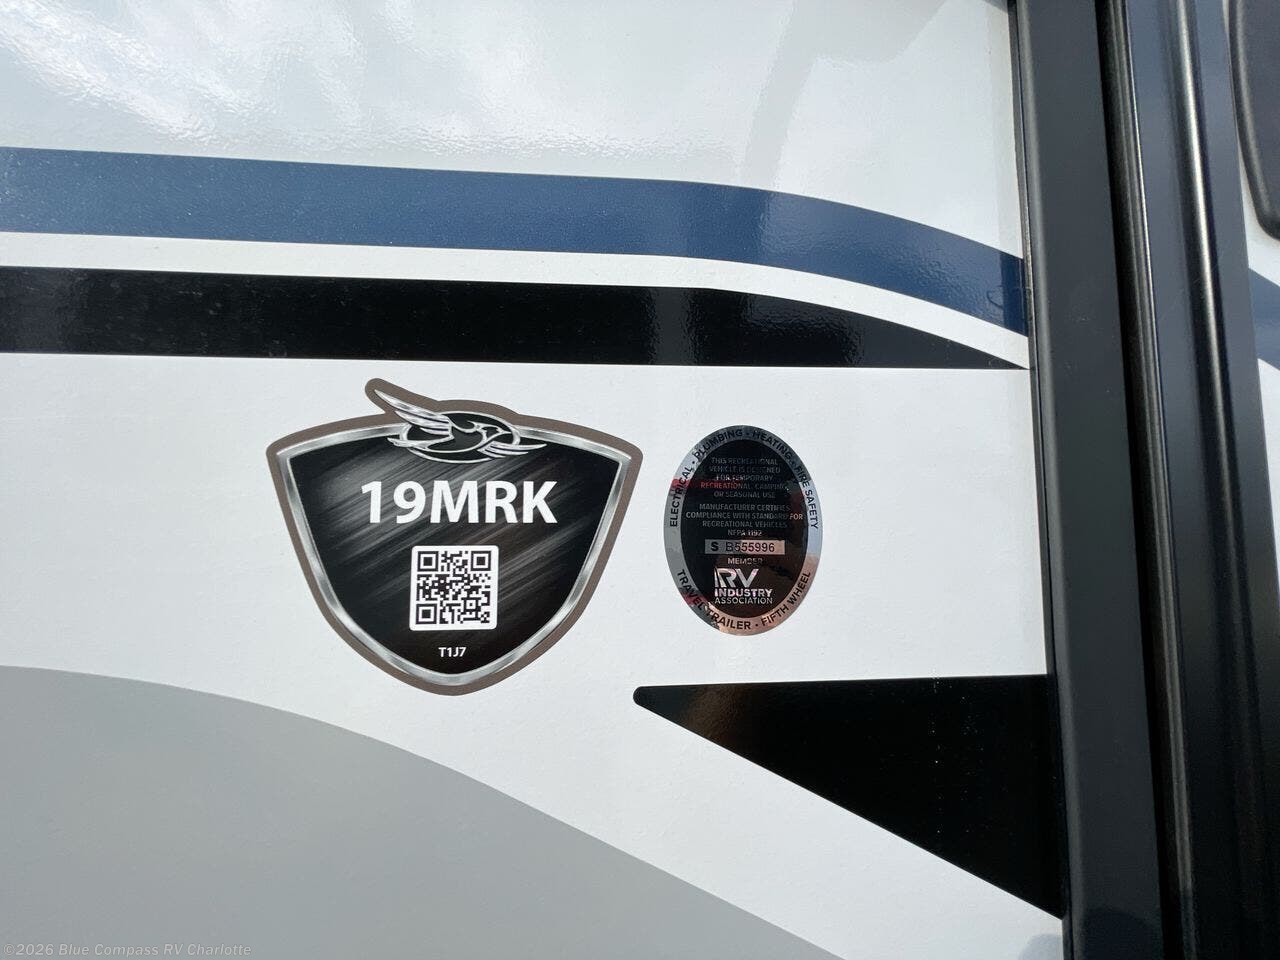 19MRK
T1J7
ELECTRICAL - PLUMBING - HEATING - FIRE SAFETY
THIS RECREATIONAL
VEHICLE IS DESIGNED
FOR TEMPORARY
RECREATIONAL, CAMPING,
OR SEASONAL USE
MANUFACTURER CERTIFIES
COMPLIANCE WITH STANDARD FOR
RECREATIONAL VEHICLES
NFPA 1192
S B555996
MEMBER
RV
INDUSTRY
ASSOCIATION
TRAVEL TRAILER - FIFTH WHEEL
©2026 Blue Compass RV Charlotte